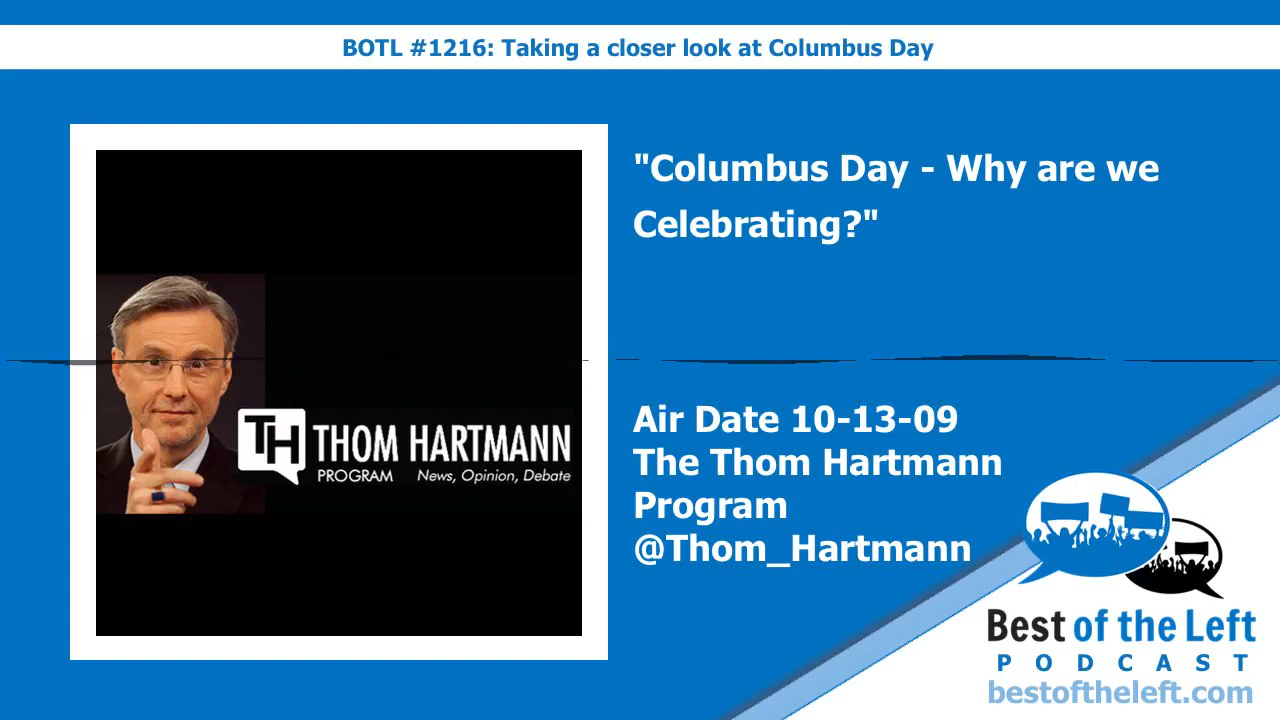 BOTL #1216: Taking a closer look at Columbus Day
"Columbus Day - Why are we
Celebrating?"
TH THOM HARTMANN
PROGRAM News, Opinion, Debate
Air Date 10-13-09
The Thom Hartmann
Program
@Thom_Hartmann
Best of the Left
PODCAST
bestoftheleft.com